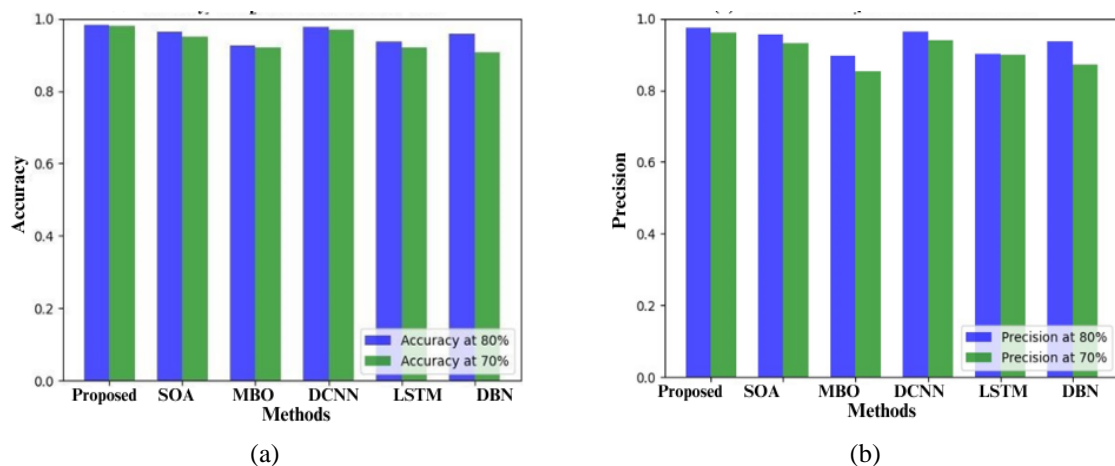 1.0
0.8
0.6
0.4
0.2
0.0
Accuracy
Accuracy at 80%
Accuracy at 70%
Proposed SOA MBO DCNN LSTM DBN
Methods
(a)
1.0
0.8
0.6
0.4
0.2
0.0
Precision
Precision at 80%
Precision at 70%
Proposed SOA MBO DCNN LSTM DBN
Methods
(b)